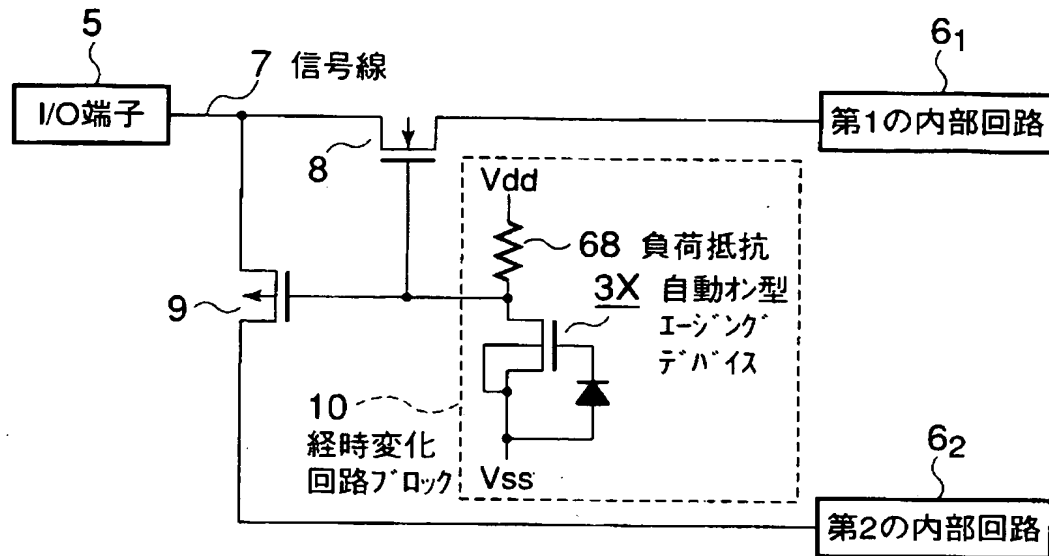 5
I/O端子
7 信号線
8
9
6₁
第1の内部回路
Vdd
68 負荷抵抗
3X 自動オン型
エージング
デバイス
10
経時変化
回路ブロック
Vss
6₂
第2の内部回路